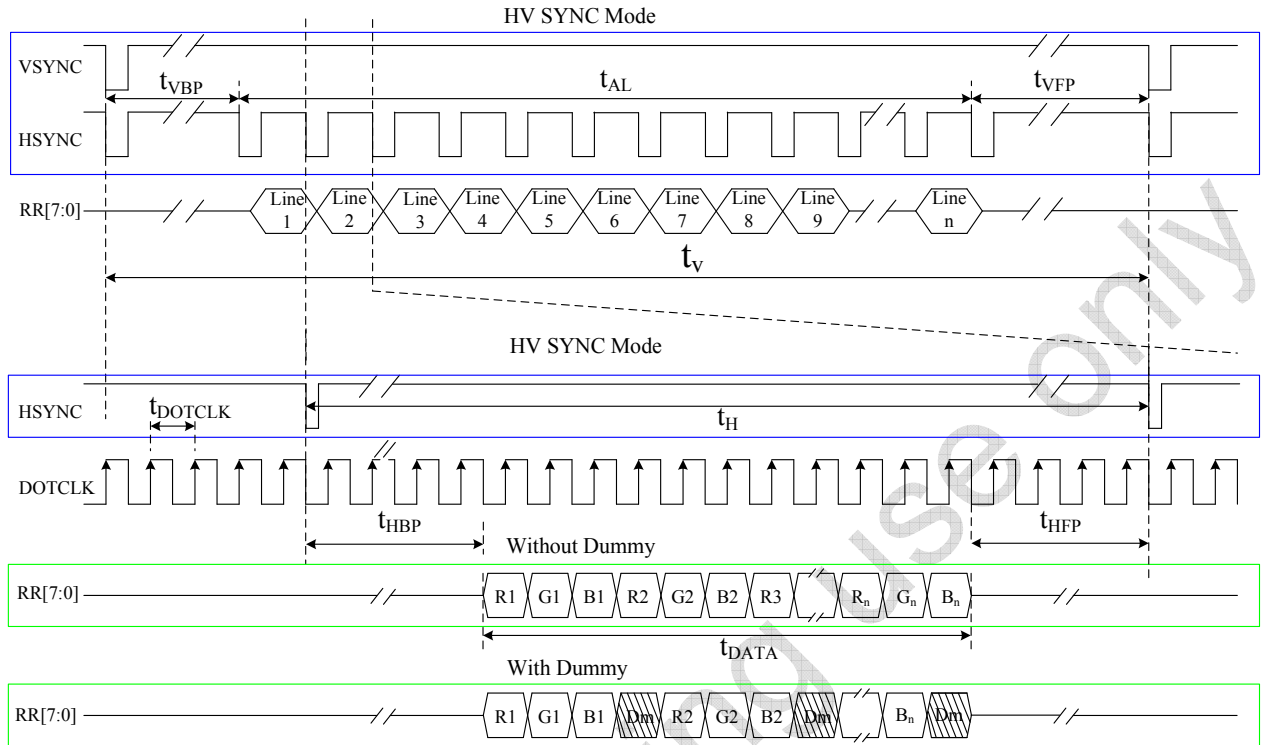 HV SYNC Mode
VSYNC
tVBP
tAL
tVFP
HSYNC
RR[7:0]
Line 1
Line 2
Line 3
Line 4
Line 5
Line 6
Line 7
Line 8
Line 9
Line n
tV
HV SYNC Mode
HSYNC
tDOTCLK
tH
DOTCLK
tHBP
tHFP
Without Dummy
RR[7:0]
R1 G1 B1 R2 G2 B2 R3 Rn Gn Bn
tDATA
With Dummy
RR[7:0]
R1 G1 B1 Dm R2 G2 B2 Dm Bn Dm
use only